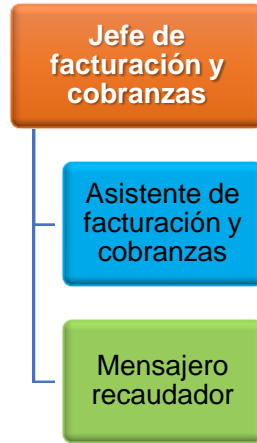 Jefe de
facturación y
cobranzas
Asistente de
facturación y
cobranzas
Mensajero
recaudador